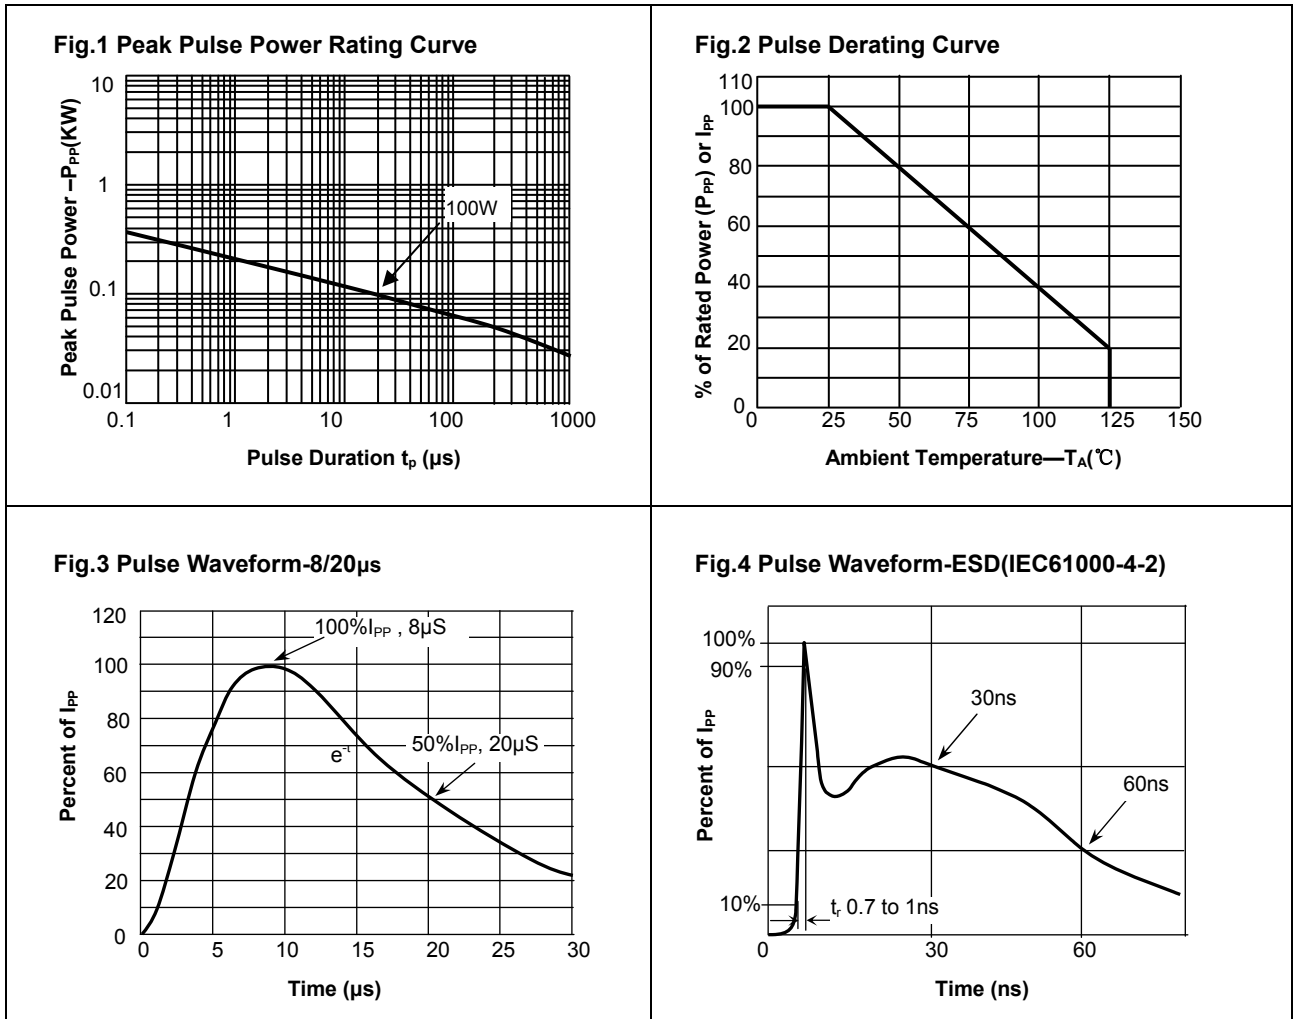 Fig.1 Peak Pulse Power Rating Curve
Peak Pulse Power –PPP(KW)
10
1
0.1
0.01
100W
0.1 1 10 100 1000
Pulse Duration tp (µs)
Fig.2 Pulse Derating Curve
% of Rated Power (PPP) or IPP
110
100
80
60
40
20
0
25 50 75 100 125 150
Ambient Temperature—TA(℃)
Fig.3 Pulse Waveform-8/20µs
Percent of IPP
120
100
80
60
40
20
0
100%IPP , 8µS
e-t
50%IPP, 20µS
0 5 10 15 20 25 30
Time (µs)
Fig.4 Pulse Waveform-ESD(IEC61000-4-2)
Percent of IPP
100%
90%
10%
30ns
60ns
tr 0.7 to 1ns
0 30 60
Time (ns)